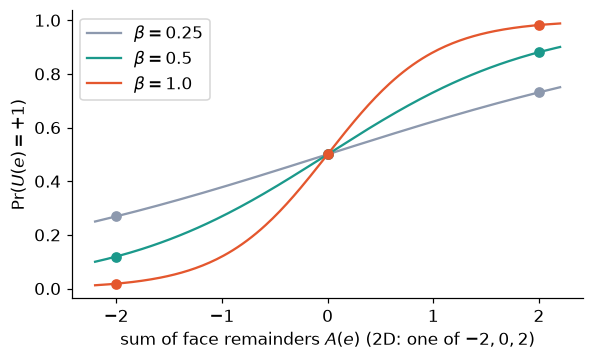 1.0
0.8
0.6
0.4
0.2
0.0
Pr(U(e) = +1)
β = 0.25
β = 0.5
β = 1.0
−2 −1 0 1 2
sum of face remainders A(e) (2D: one of −2, 0, 2)